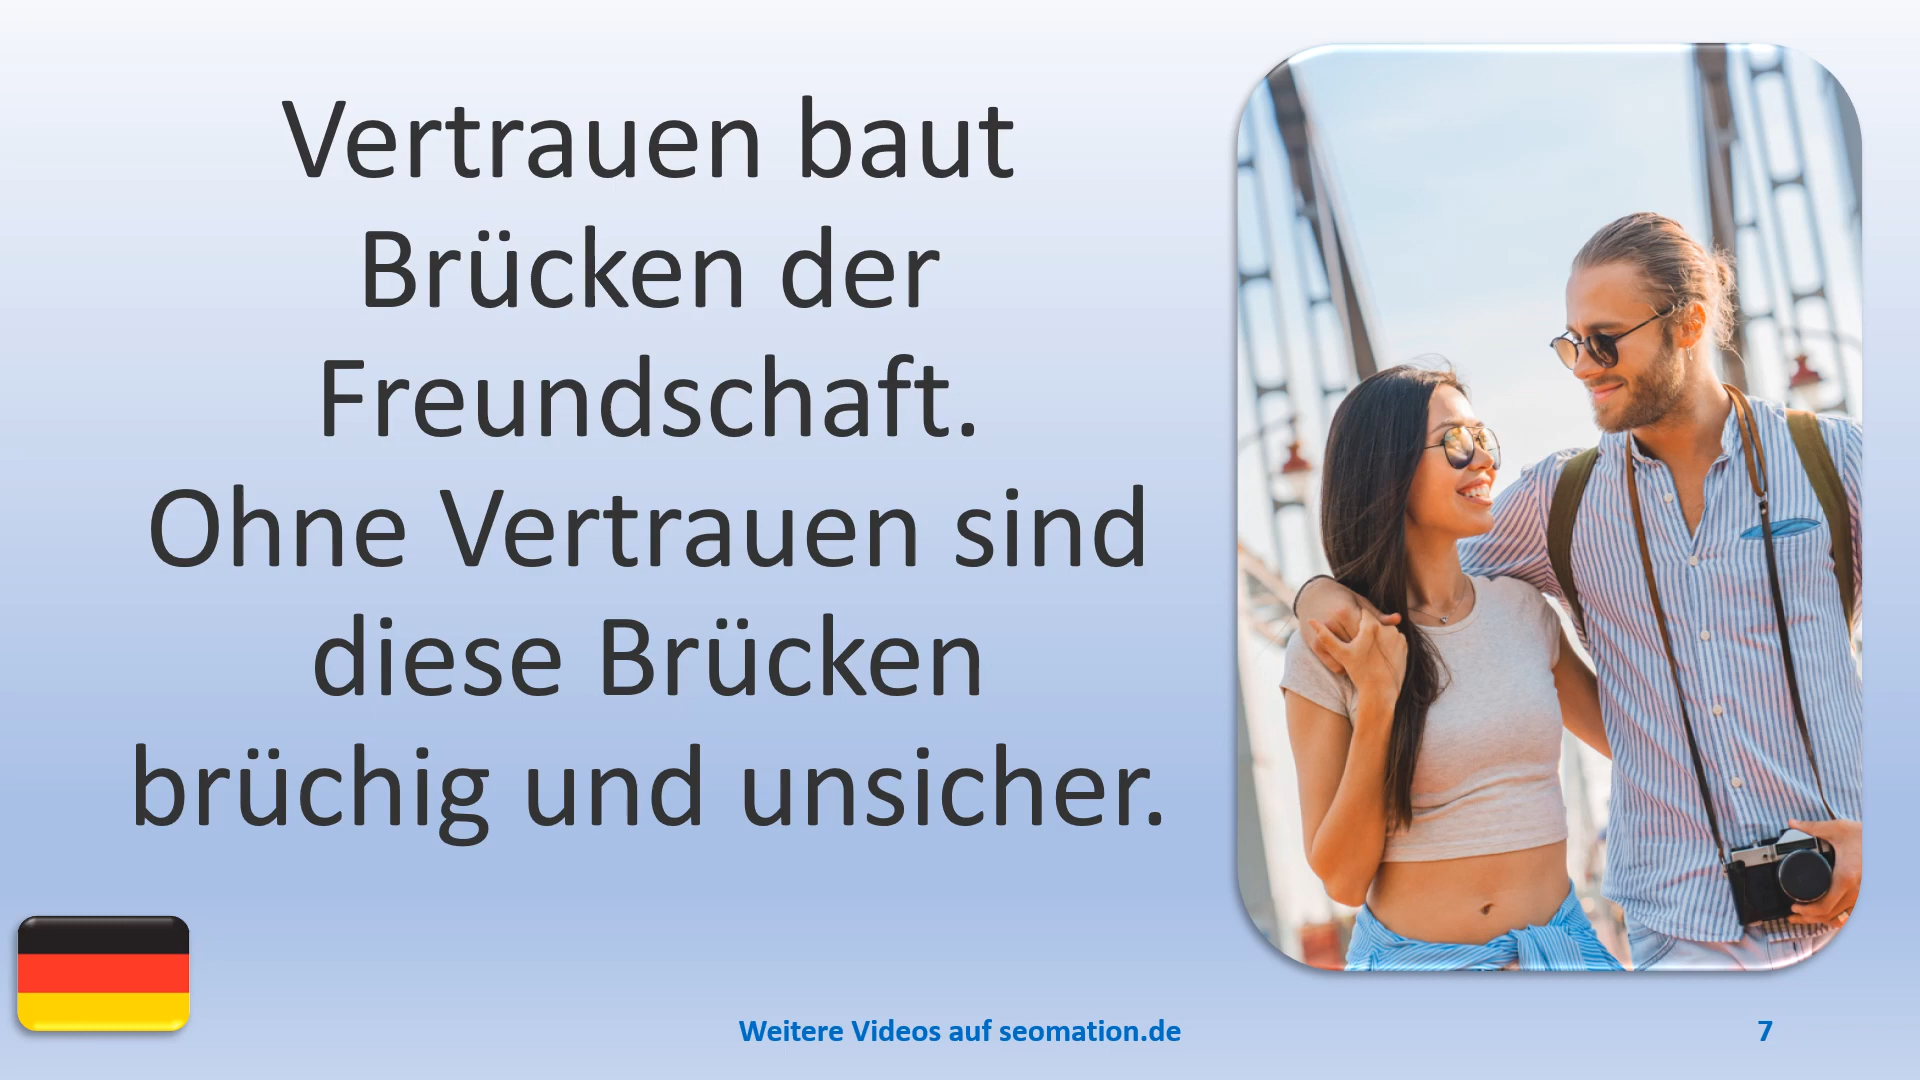 Vertrauen baut
Brücken der
Freundschaft.
Ohne Vertrauen sind
diese Brücken
brüchig und unsicher.
Weitere Videos auf seomation.de
7